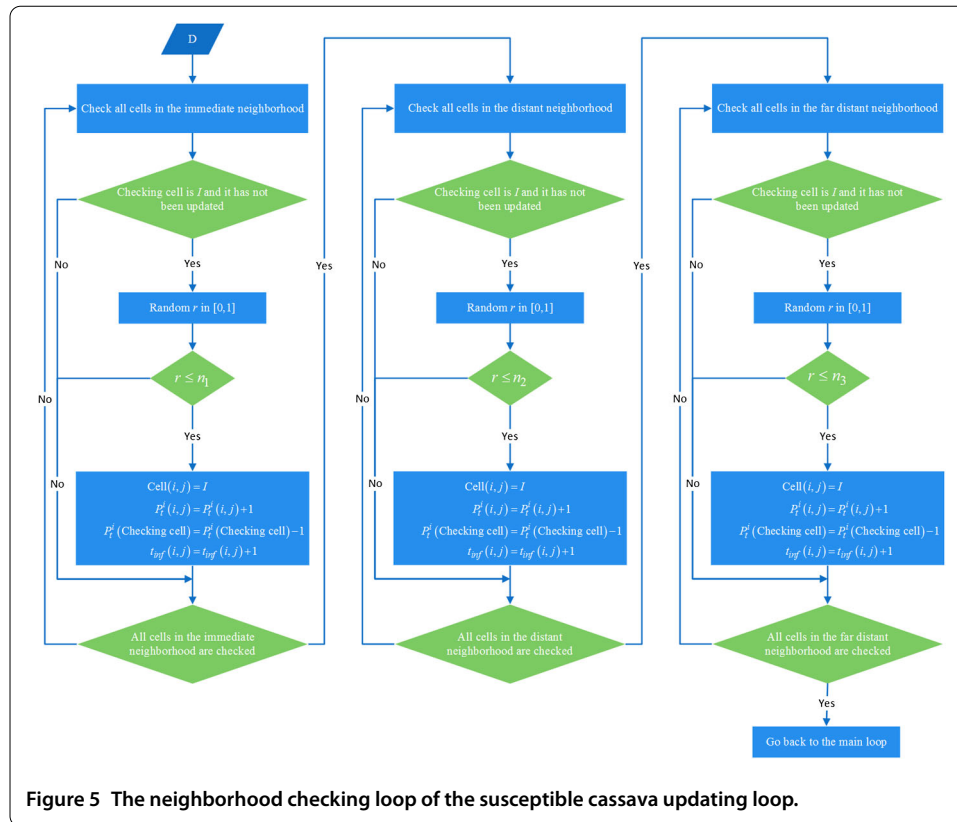 D
Check all cells in the immediate neighborhood
Checking cell is I and it has not
been updated
No
Yes
Random r in [0,1]
r ≤ n₁
No
Yes
No
Cell(i, j) = I
Pₜⁱ(i, j) = Pₜⁱ(i, j)+1
Pₜⁱ(Checking cell) = Pₜⁱ(Checking cell)−1
t_inf(i, j) = t_inf(i, j)+1
All cells in the immediate
neighborhood are checked
Yes
Check all cells in the distant neighborhood
Checking cell is I and it has not
been updated
No
Yes
Random r in [0,1]
r ≤ n₂
No
Yes
No
Cell(i, j) = I
Pₜⁱ(i, j) = Pₜⁱ(i, j)+1
Pₜⁱ(Checking cell) = Pₜⁱ(Checking cell)−1
t_inf(i, j) = t_inf(i, j)+1
All cells in the distant
neighborhood are checked
Yes
Check all cells in the far distant neighborhood
Checking cell is I and it has not
been updated
No
Yes
Random r in [0,1]
r ≤ n₃
No
Yes
No
Cell(i, j) = I
Pₜⁱ(i, j) = Pₜⁱ(i, j)+1
Pₜⁱ(Checking cell) = Pₜⁱ(Checking cell)−1
t_inf(i, j) = t_inf(i, j)+1
All cells in the far distant
neighborhood are checked
Yes
Go back to the main loop
Figure 5 The neighborhood checking loop of the susceptible cassava updating loop.